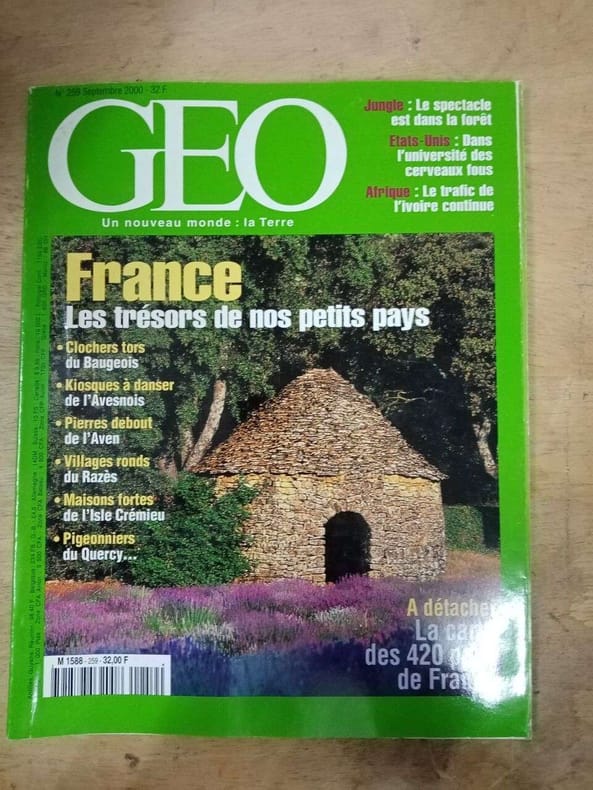 N° 259 Septembre 2000 - 32 F
GEO
Un nouveau monde : la Terre
Jungle : Le spectacle
est dans la forêt
Etats-Unis : Dans
l'université des
cerveaux fous
Afrique : Le trafic de
l'ivoire continue
France
Les trésors de nos petits pays
• Clochers tors
du Baugeois
• Kiosques à danser
de l'Avesnois
• Pierres debout
de l'Aven
• Villages ronds
du Razès
• Maisons fortes
de l'Isle Crémieu
• Pigeonniers
du Quercy...
A détacher
La
des 420
de
M 1588 - 259 - 32,00 F